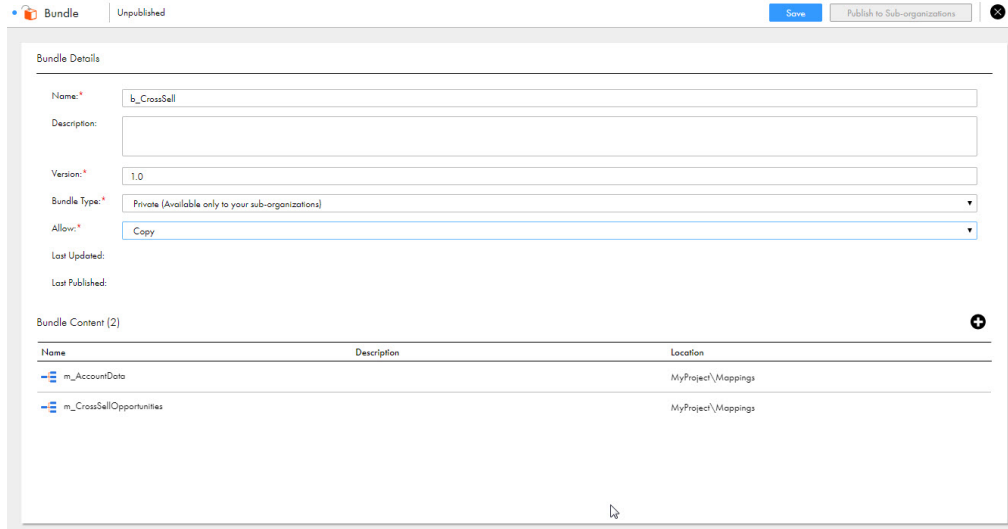 Bundle Unpublished Save Publish to Sub-organizations
Bundle Details
Name:* b_CrossSell
Description:
Version:* 1.0
Bundle Type:* Private (Available only to your sub-organizations)
Allow:* Copy
Last Updated:
Last Published:
Bundle Content (2)
Name Description Location
m_AccountData MyProject\Mappings
m_CrossSellOpportunities MyProject\Mappings